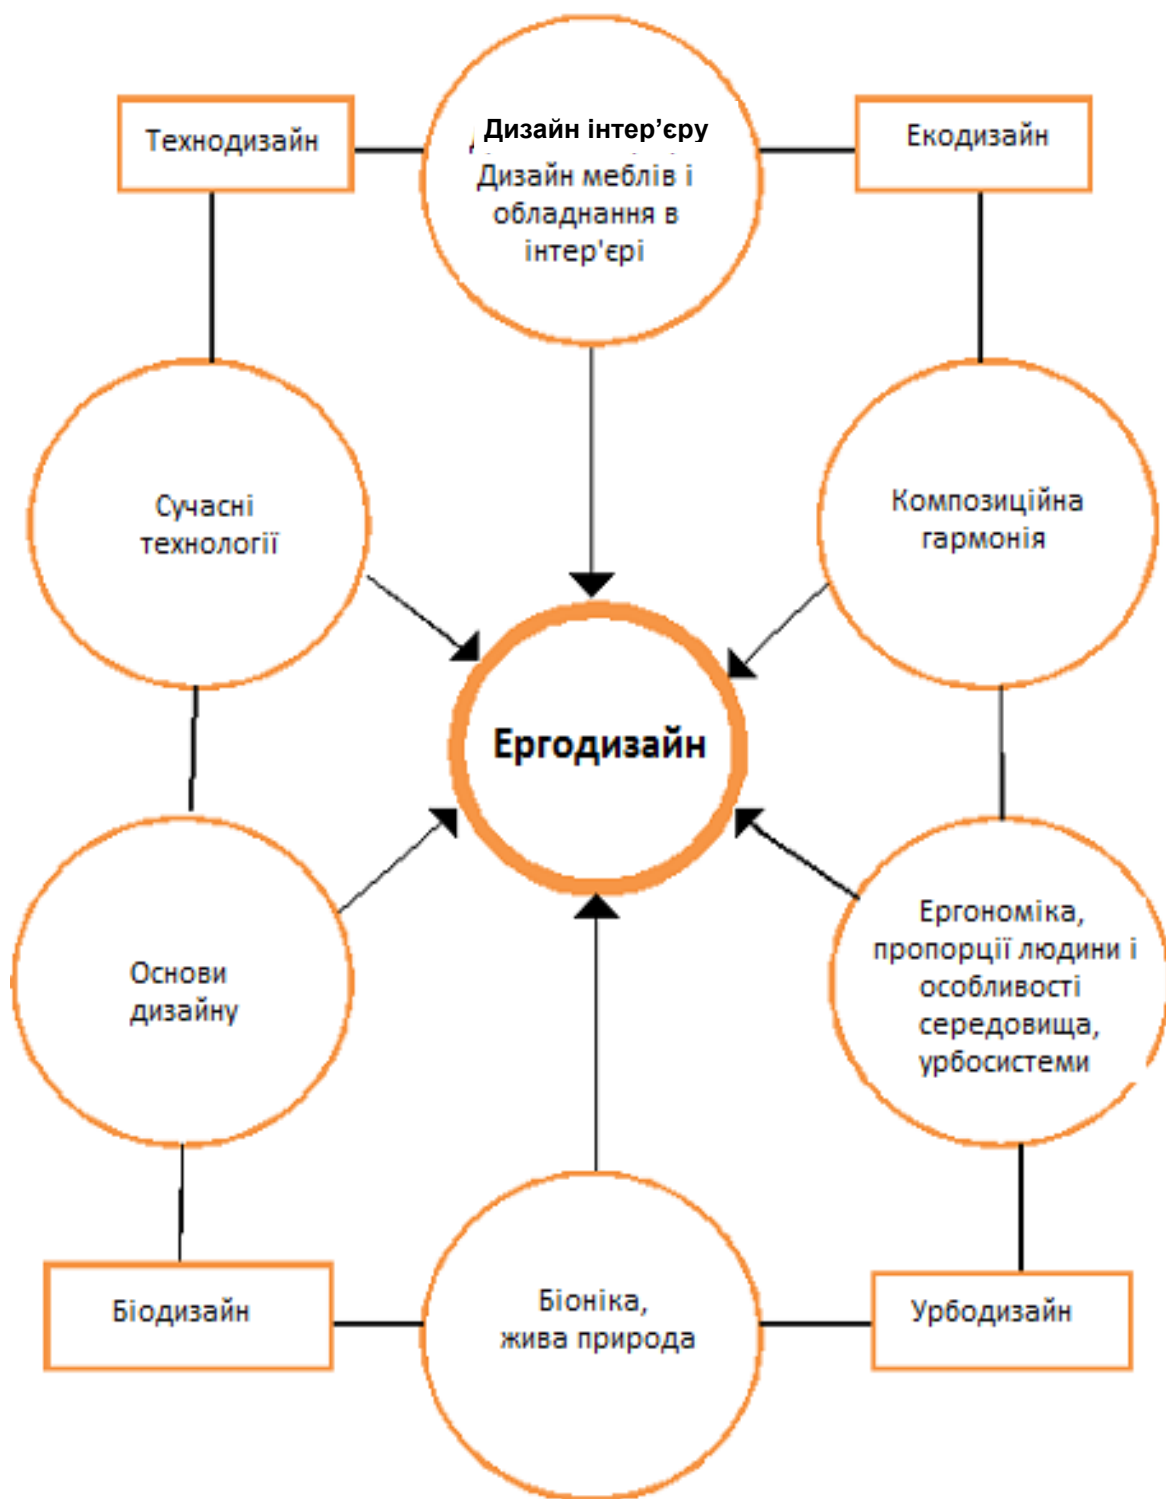 Дизайн інтер’єру
Технодизайн
Екодизайн
Дизайн меблів і
обладнання в
інтер'єрі
Сучасні
технології
Композиційна
гармонія
Ергодизайн
Основи
дизайну
Ергономіка,
пропорції людини і
особливості
середовища,
урбосистеми
Біодизайн
Біоніка,
жива природа
Урбодизайн